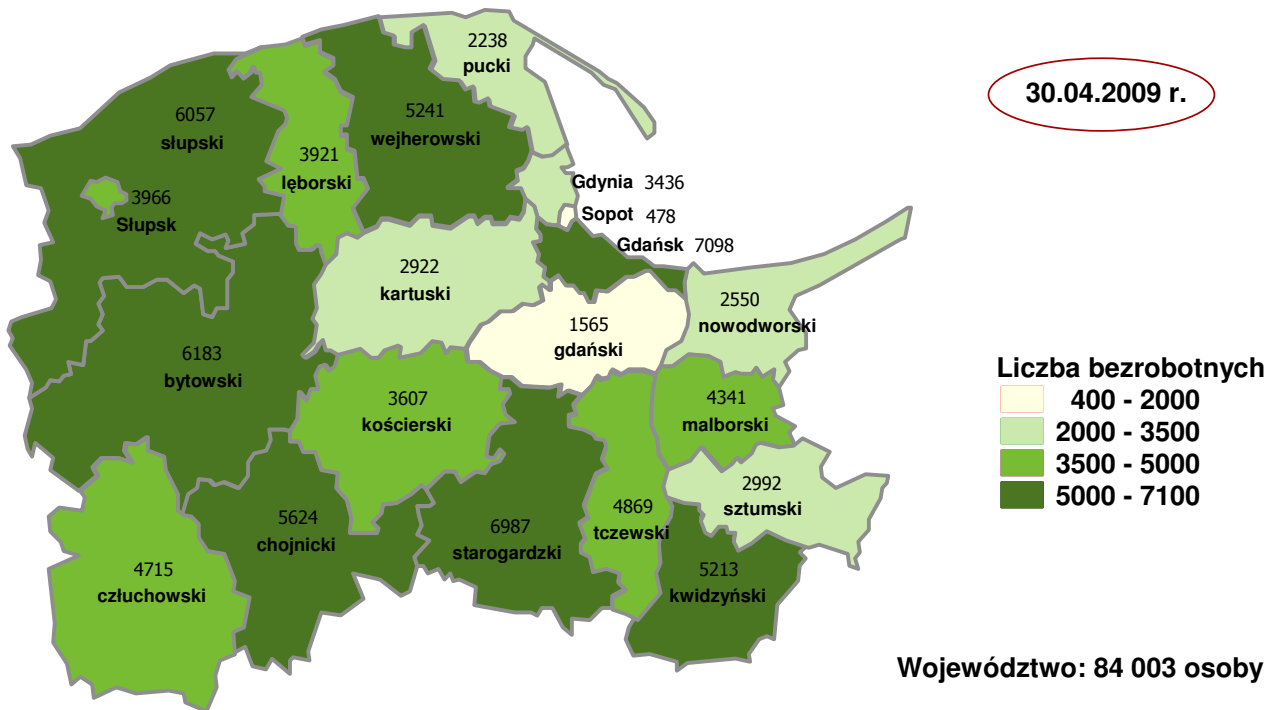 2238
pucki
30.04.2009 r.
6057
słupski
5241
wejherowski
3921
lęborski
Gdynia 3436
3966
Słupsk
Sopot 478
Gdańsk 7098
2922
kartuski
2550
nowodworski
1565
gdański
6183
bytowski
Liczba bezrobotnych
400 - 2000
2000 - 3500
3500 - 5000
5000 - 7100
3607
kościerski
4341
malborski
2992
sztumski
5624
chojnicki
6987
starogardzki
4869
tczewski
4715
człuchowski
5213
kwidzyński
Województwo: 84 003 osoby